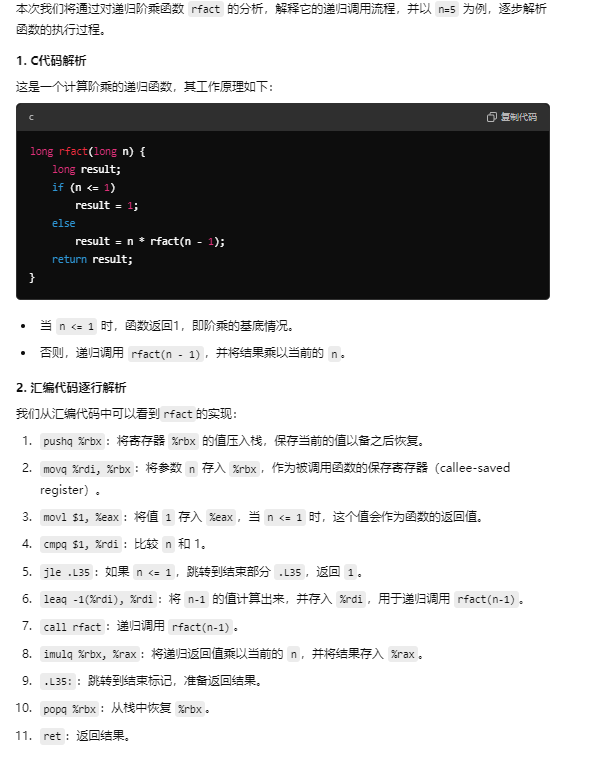 本次我们将通过对递归阶乘函数 rfact 的分析，解释它的递归调用流程，并以 n=5 为例，逐步解析
函数的执行过程。
1. C代码解析
这是一个计算阶乘的递归函数，其工作原理如下：
c 复制代码
long rfact(long n) {
    long result;
    if (n <= 1)
        result = 1;
    else
        result = n * rfact(n - 1);
    return result;
}
• 当 n <= 1 时，函数返回1，即阶乘的基底情况。
• 否则，递归调用 rfact(n - 1)，并将结果乘以当前的 n。
2. 汇编代码逐行解析
我们从汇编代码中可以看到rfact的实现：
1. pushq %rbx：将寄存器 %rbx 的值压入栈，保存当前的值以备之后恢复。
2. movq %rdi, %rbx：将参数 n 存入 %rbx，作为被调用函数的保存寄存器（callee-saved
register）。
3. movl $1, %eax：将值 1 存入 %eax，当 n <= 1 时，这个值会作为函数的返回值。
4. cmpq $1, %rdi：比较 n 和 1。
5. jle .L35：如果 n <= 1，跳转到结束部分 .L35，返回 1。
6. leaq -1(%rdi), %rdi：将 n-1 的值计算出来，并存入 %rdi，用于递归调用 rfact(n-1)。
7. call rfact：递归调用 rfact(n-1)。
8. imulq %rbx, %rax：将递归返回值乘以当前的 n，并将结果存入 %rax。
9. .L35:：跳转到结束标记，准备返回结果。
10. popq %rbx：从栈中恢复 %rbx。
11. ret：返回结果。